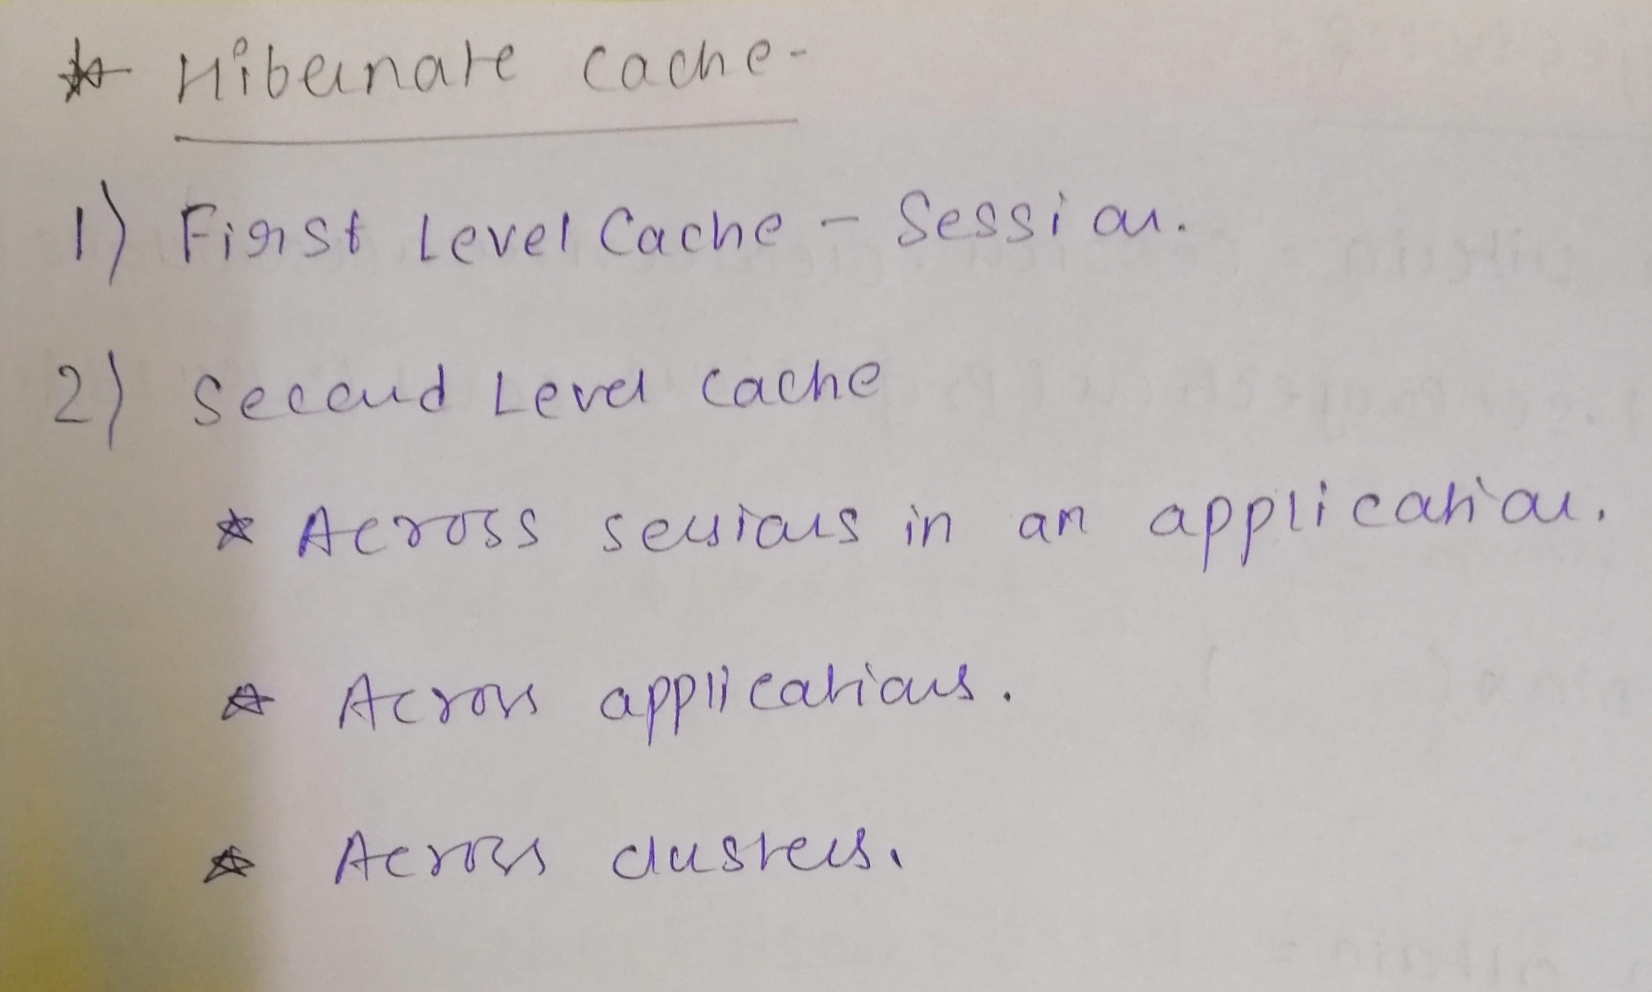 * Hibernate Cache-
1) First Level Cache - Session.
2) Second Level Cache
* Across sessions in an application.
* Across applications.
* Across clusters.